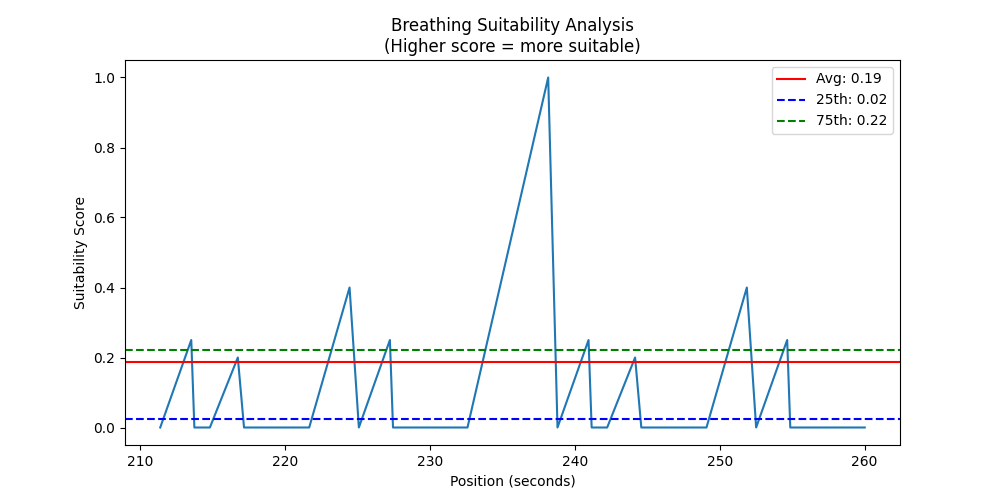 Breathing Suitability Analysis
(Higher score = more suitable)
Avg: 0.19
25th: 0.02
75th: 0.22
1.0
0.8
0.6
0.4
0.2
0.0
Suitability Score
210
220
230
240
250
260
Position (seconds)